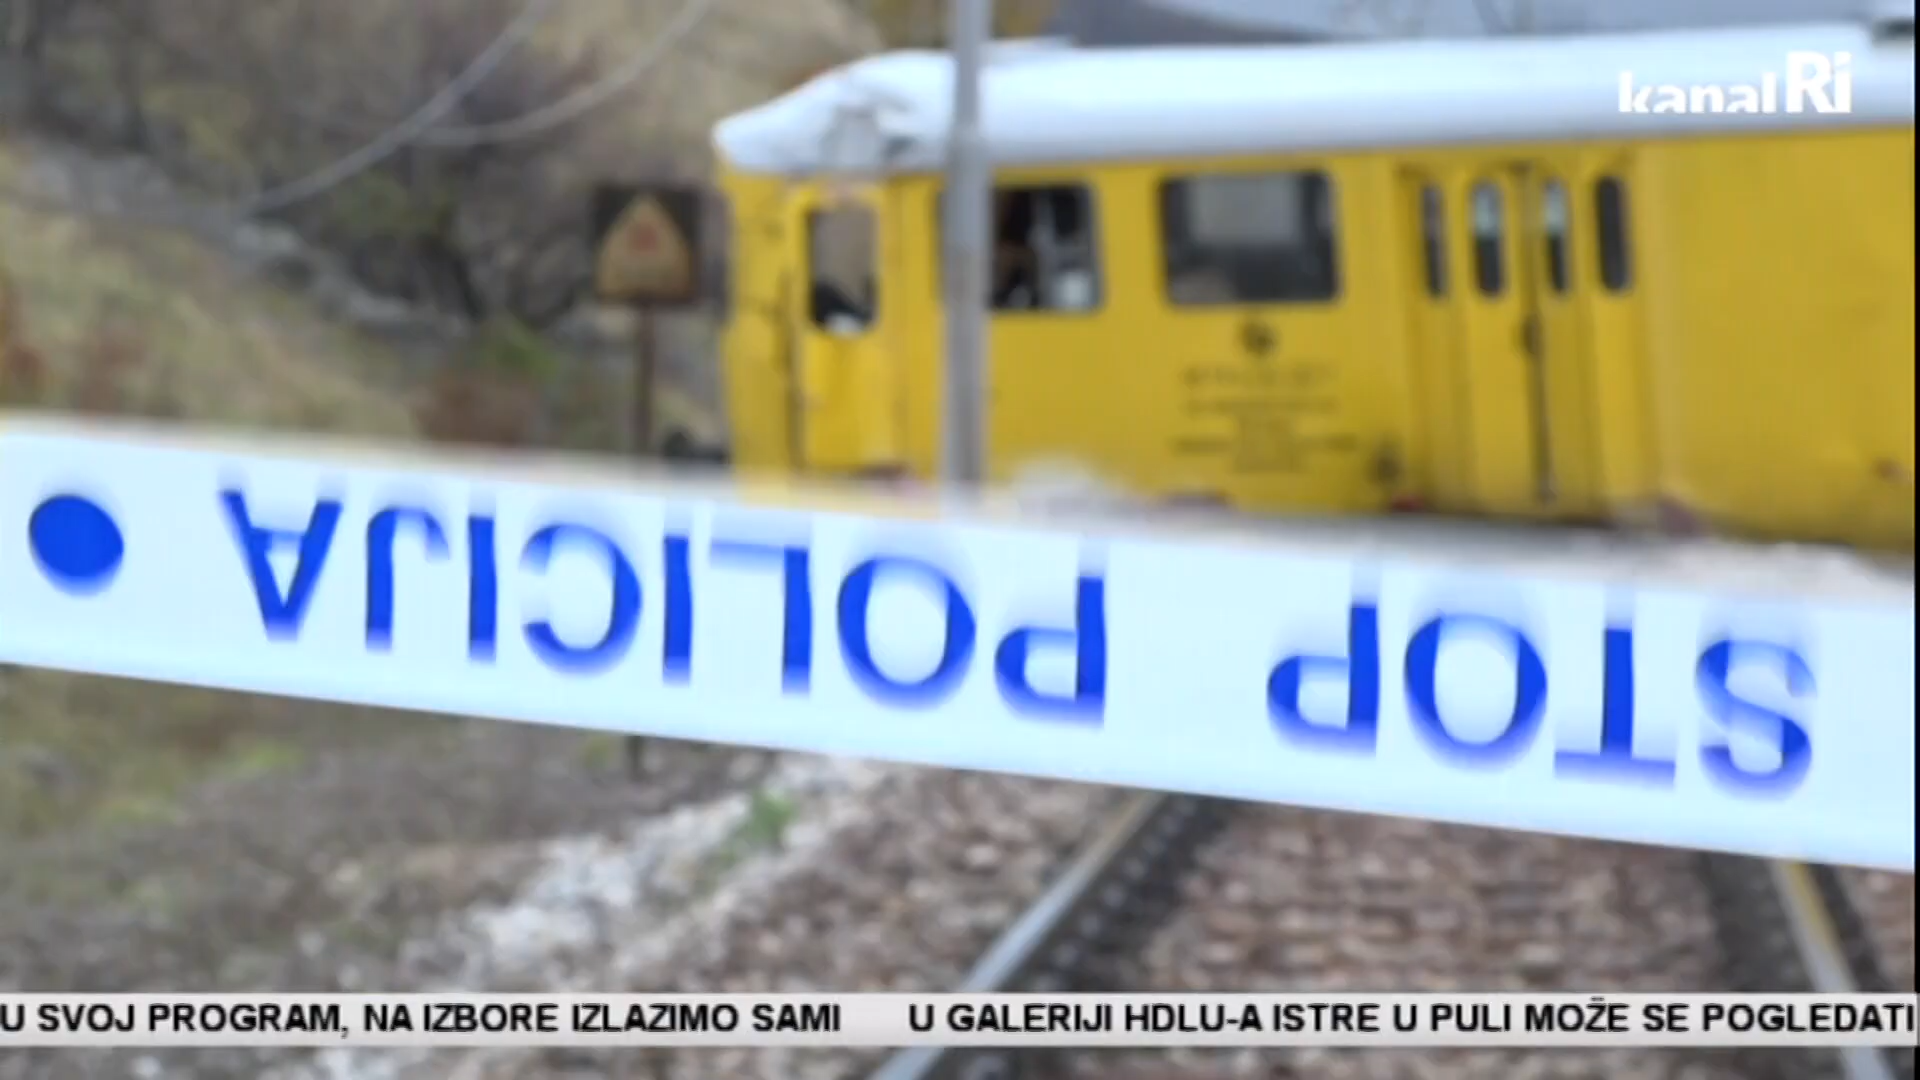 kanal Ri
STOP POLICIJA
U SVOJ PROGRAM, NA IZBORE IZLAZIMO SAMI U GALERIJI HDLU-A ISTRE U PULI MOŽE SE POGLEDATI